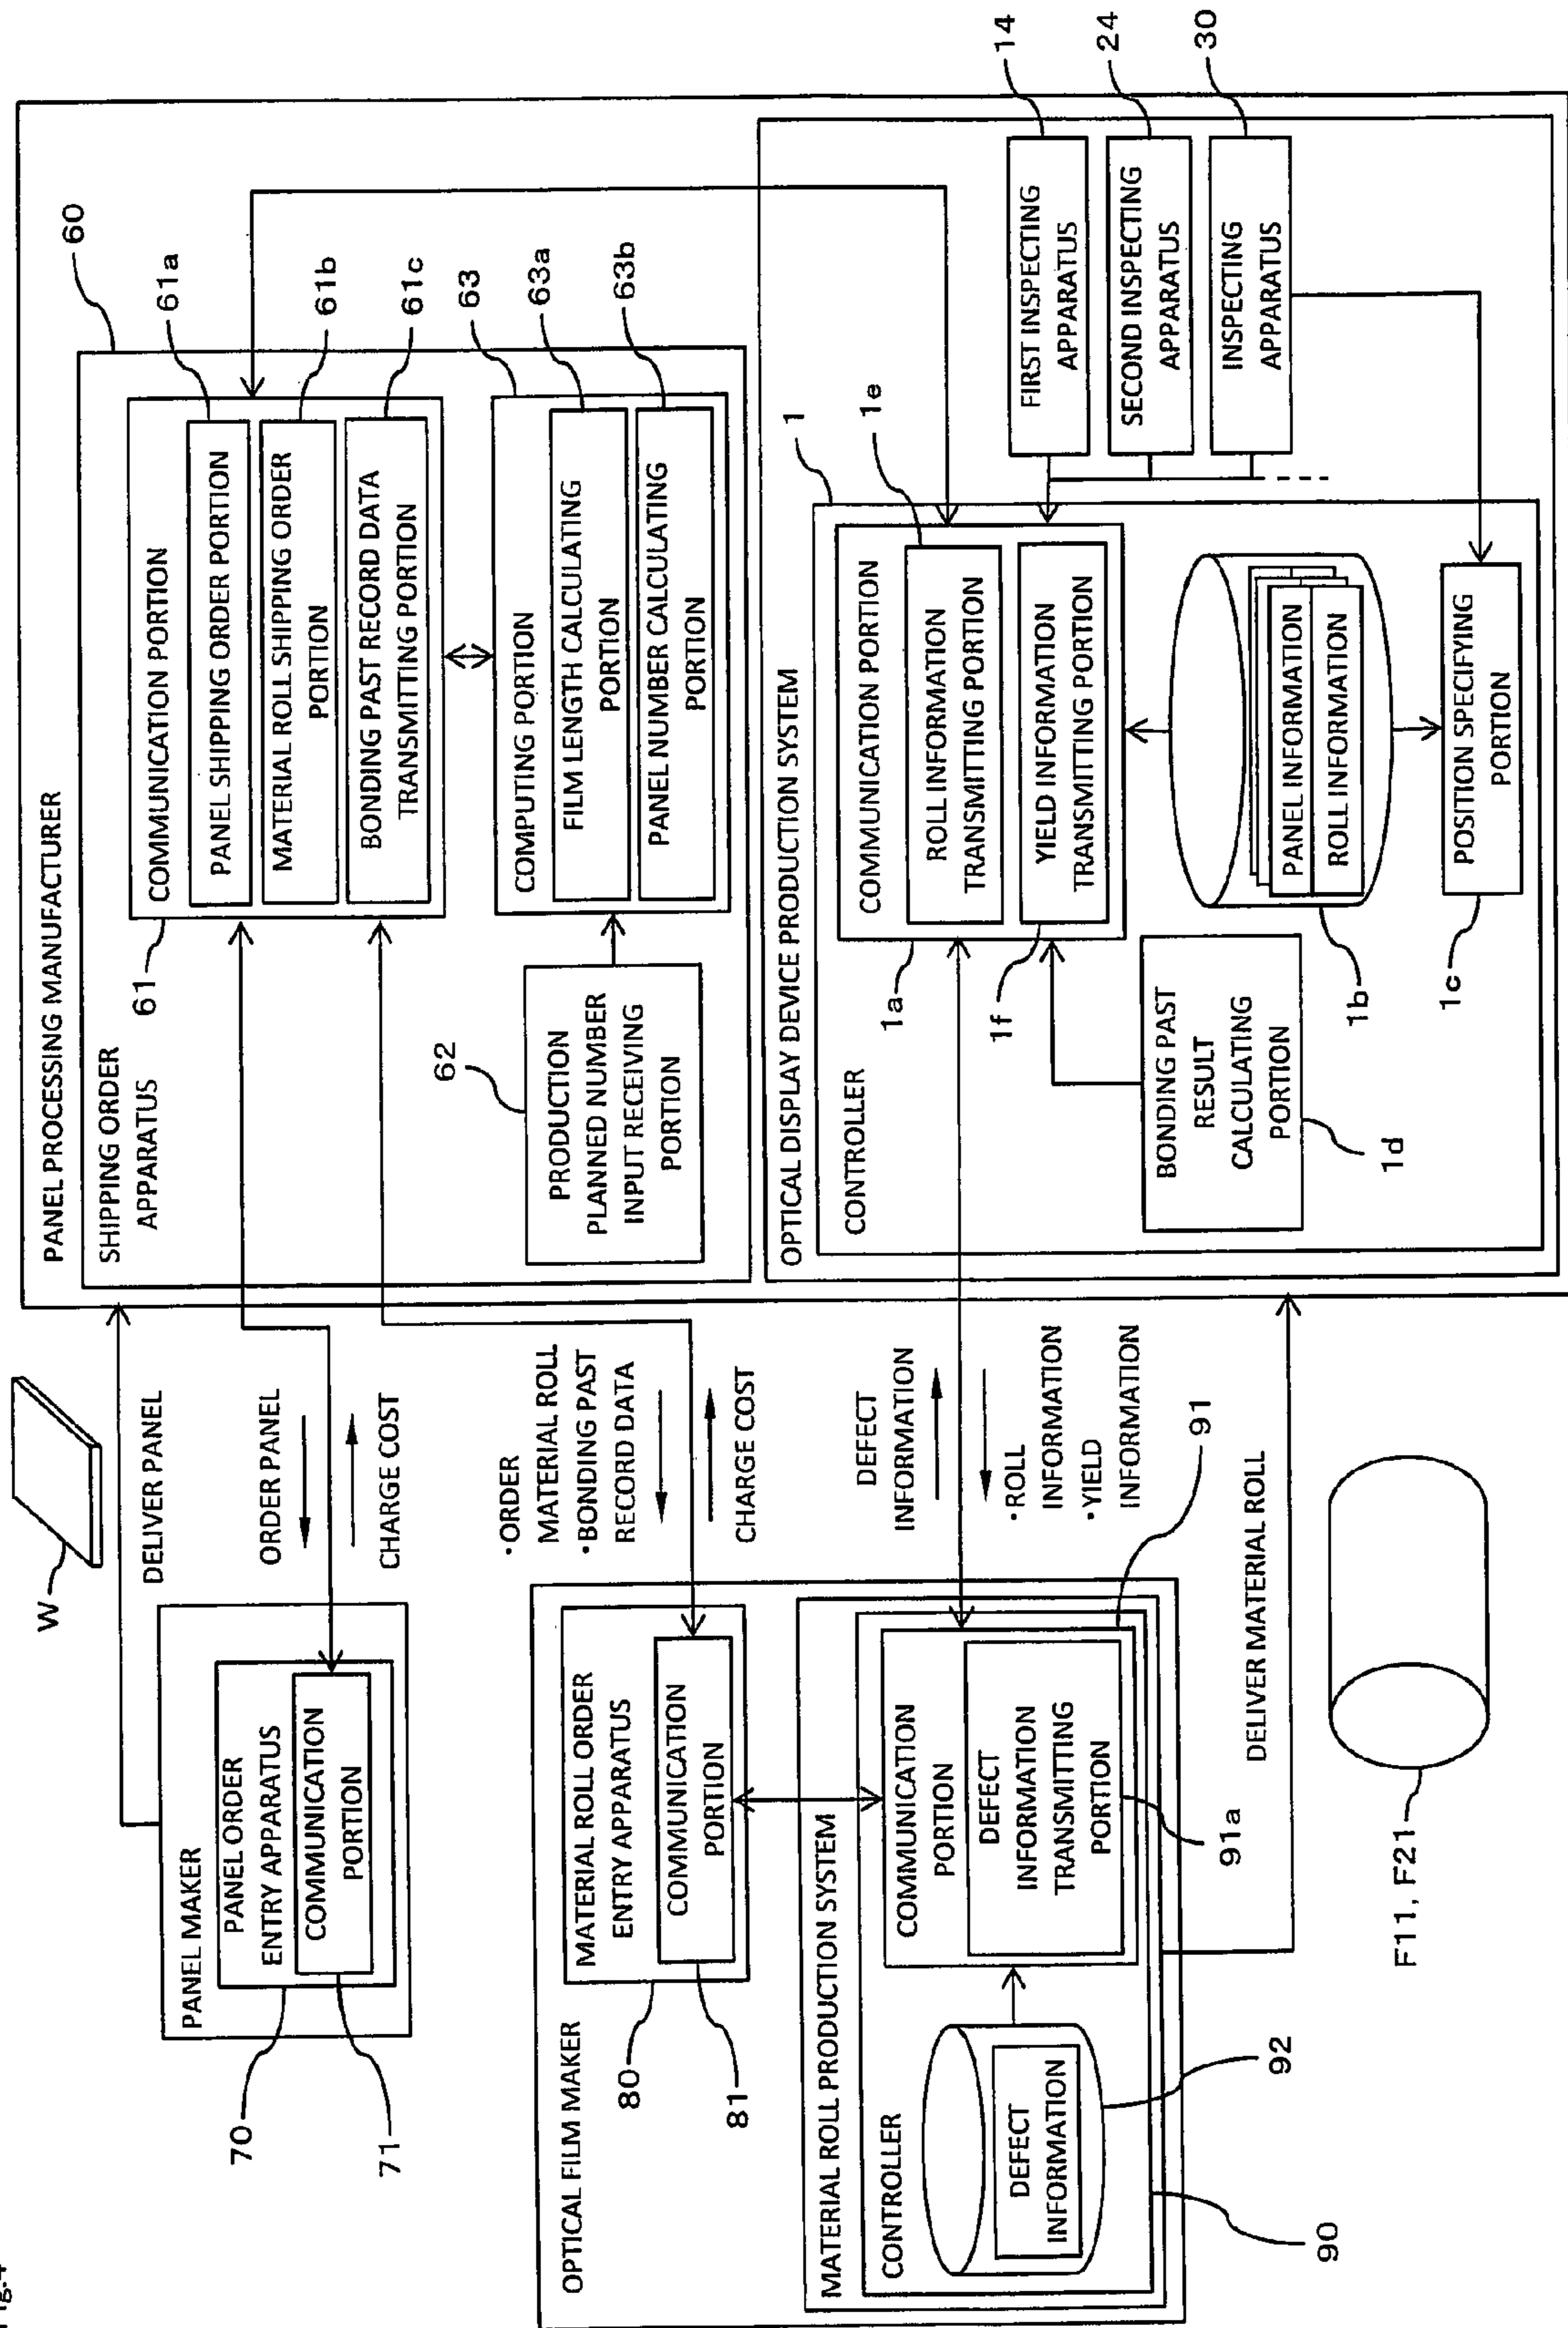 Fig.4
W
DELIVER PANEL
PANEL MAKER
PANEL ORDER
ENTRY APPARATUS
COMMUNICATION
PORTION
70
71
ORDER PANEL
CHARGE COST
・ORDER
MATERIAL ROLL
・BONDING PAST
RECORD DATA
CHARGE COST
OPTICAL FILM MAKER
MATERIAL ROLL ORDER
ENTRY APPARATUS
COMMUNICATION
PORTION
80
81
DEFECT
INFORMATION
・ROLL
INFORMATION
・YIELD
INFORMATION
MATERIAL ROLL PRODUCTION SYSTEM
CONTROLLER
COMMUNICATION
PORTION
DEFECT
INFORMATION
TRANSMITTING
PORTION
DEFECT
INFORMATION
91
91a
92
90
DELIVER MATERIAL ROLL
F11, F21
PANEL PROCESSING MANUFACTURER
SHIPPING ORDER
APPARATUS
60
61
COMMUNICATION PORTION
PANEL SHIPPING ORDER PORTION
MATERIAL ROLL SHIPPING ORDER
PORTION
BONDING PAST RECORD DATA
TRANSMITTING PORTION
61a
61b
61c
62
PRODUCTION
PLANNED NUMBER
INPUT RECEIVING
PORTION
COMPUTING PORTION
FILM LENGTH CALCULATING
PORTION
PANEL NUMBER CALCULATING
PORTION
63
63a
63b
OPTICAL DISPLAY DEVICE PRODUCTION SYSTEM
CONTROLLER
1
1a
COMMUNICATION PORTION
ROLL INFORMATION
TRANSMITTING PORTION
1e
YIELD INFORMATION
TRANSMITTING PORTION
1f
BONDING PAST
RESULT
CALCULATING
PORTION
1d
PANEL INFORMATION
ROLL INFORMATION
1b
POSITION SPECIFYING
PORTION
1c
FIRST INSPECTING
APPARATUS
14
SECOND INSPECTING
APPARATUS
24
INSPECTING
APPARATUS
30